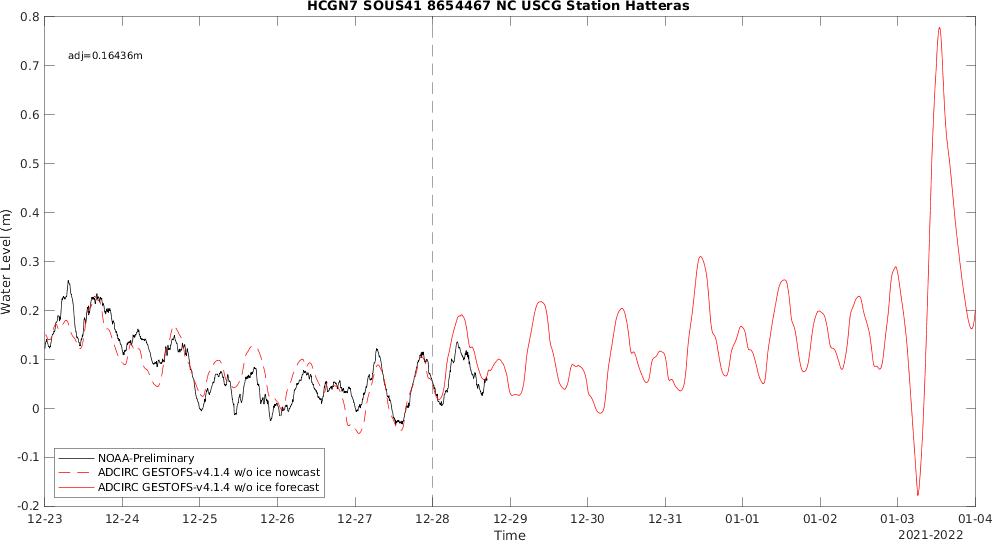 HCGN7 SOUS41 8654467 NC USCG Station Hatteras
adj=0.16436m
0.8
0.7
0.6
0.5
0.4
0.3
0.2
0.1
0
-0.1
-0.2
Water Level (m)
NOAA-Preliminary
ADCIRC GESTOFS-v4.1.4 w/o ice nowcast
ADCIRC GESTOFS-v4.1.4 w/o ice forecast
12-23 12-24 12-25 12-26 12-27 12-28 12-29 12-30 12-31 01-01 01-02 01-03 01-04
Time
2021-2022